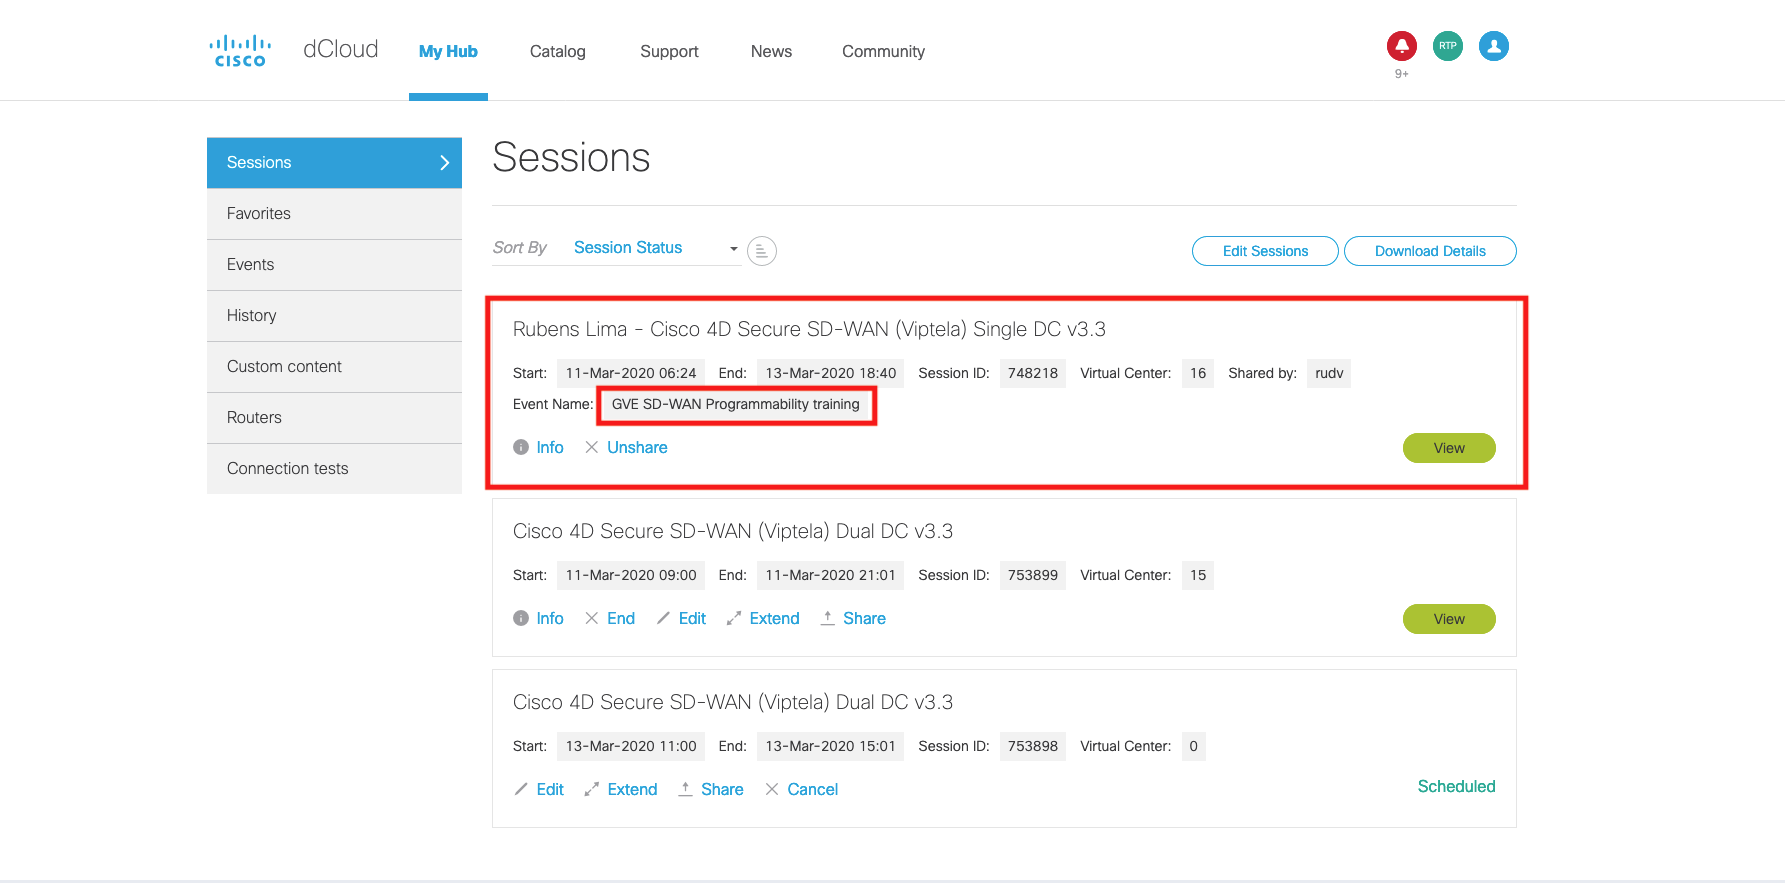 cisco dCloud My Hub Catalog Support News Community RTP
9+
Sessions
Favorites
Events
History
Custom content
Routers
Connection tests
Sessions
Sort By Session Status Edit Sessions Download Details
Rubens Lima - Cisco 4D Secure SD-WAN (Viptela) Single DC v3.3
Start: 11-Mar-2020 06:24 End: 13-Mar-2020 18:40 Session ID: 748218 Virtual Center: 16 Shared by: rudv
Event Name: GVE SD-WAN Programmability training
Info Unshare View
Cisco 4D Secure SD-WAN (Viptela) Dual DC v3.3
Start: 11-Mar-2020 09:00 End: 11-Mar-2020 21:01 Session ID: 753899 Virtual Center: 15
Info End Edit Extend Share View
Cisco 4D Secure SD-WAN (Viptela) Dual DC v3.3
Start: 13-Mar-2020 11:00 End: 13-Mar-2020 15:01 Session ID: 753898 Virtual Center: 0
Edit Extend Share Cancel Scheduled